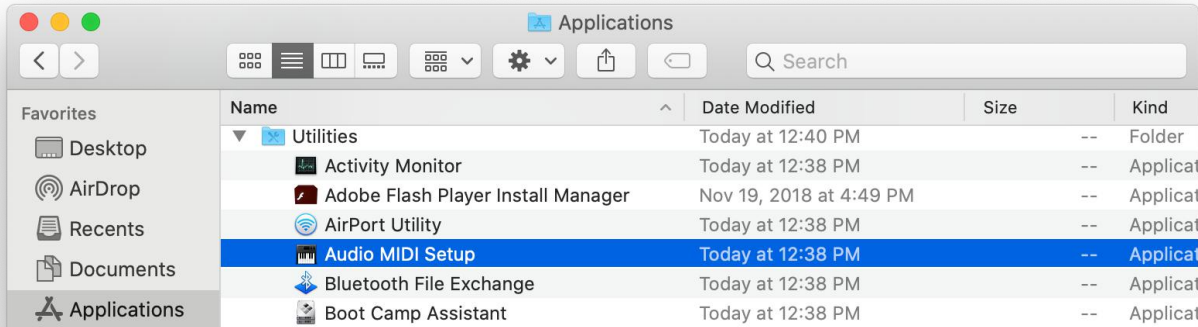 Applications
Search
Favorites
Desktop
AirDrop
Recents
Documents
Applications
Name Date Modified Size Kind
Utilities Today at 12:40 PM -- Folder
Activity Monitor Today at 12:38 PM -- Applicat
Adobe Flash Player Install Manager Nov 19, 2018 at 4:49 PM -- Applicat
AirPort Utility Today at 12:38 PM -- Applicat
Audio MIDI Setup Today at 12:38 PM -- Applicat
Bluetooth File Exchange Today at 12:38 PM -- Applicat
Boot Camp Assistant Today at 12:38 PM -- Applicat